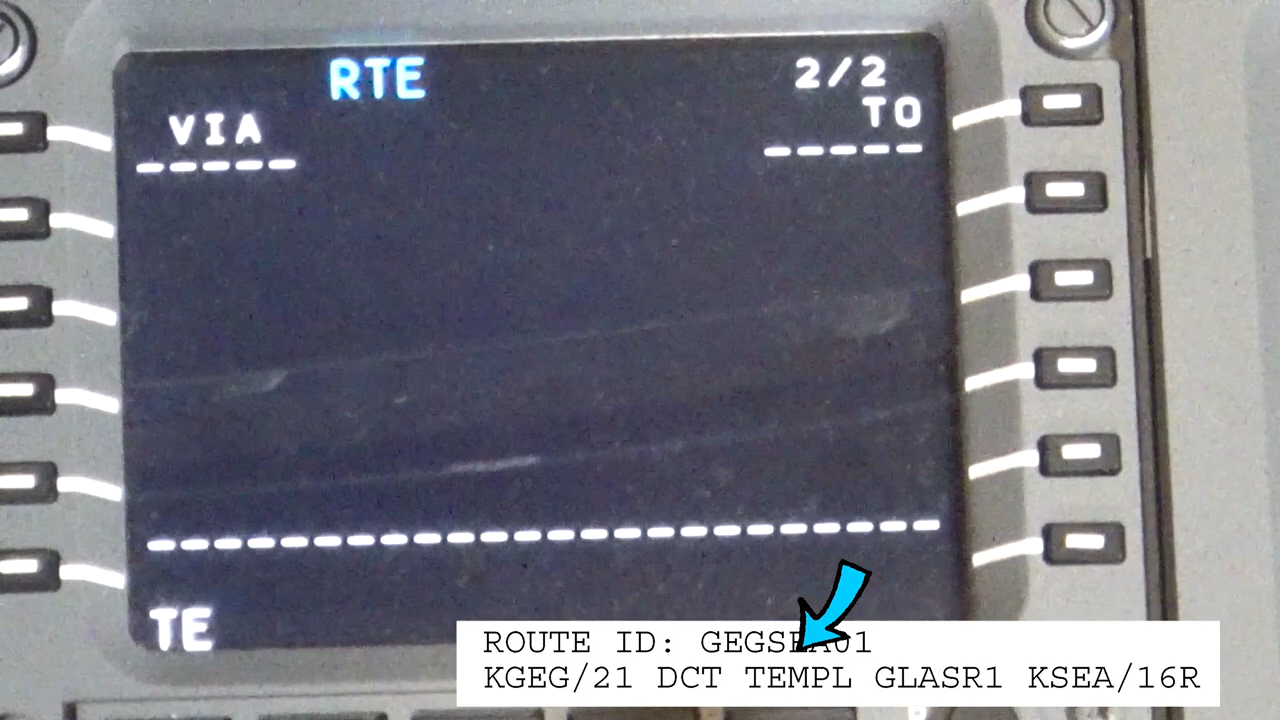 RTE 2/2
VIA TO
----- -----
------------------------
TE
ROUTE ID: GEGSEA01
KGEG/21 DCT TEMPL GLASR1 KSEA/16R